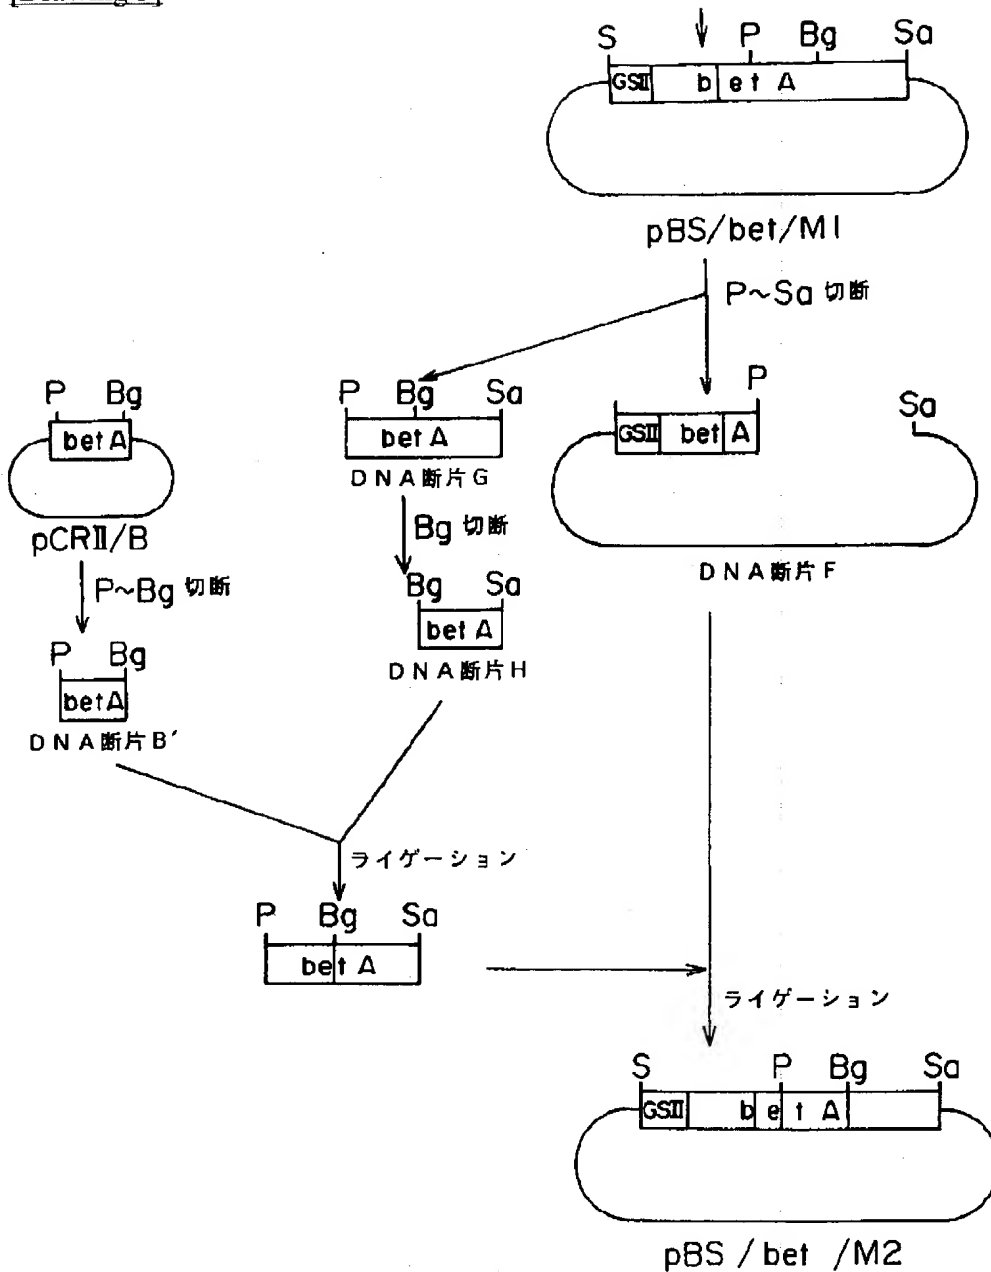 S P Bg Sa
GSII b et A
pBS/bet/M1
P~Sa 切断
P Bg
bet A
pCRII/B
P~Bg 切断
P Bg
betA
DNA断片B′
P Bg Sa
bet A
DNA断片G
Bg 切断
Bg Sa
bet A
DNA断片H
P
Sa
GSII bet A
DNA断片F
ライゲーション
P Bg Sa
bet A
ライゲーション
S P Bg Sa
GSII b e t A
pBS / bet /M2